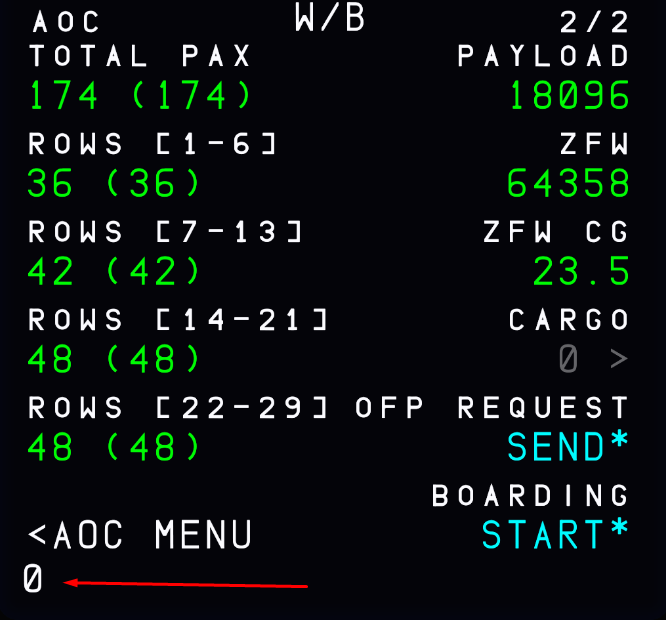 AOC W/B 2/2
TOTAL PAX PAYLOAD
174 (174) 18096
ROWS [1-6] ZFW
36 (36) 64358
ROWS [7-13] ZFW CG
42 (42) 23.5
ROWS [14-21] CARGO
48 (48) 0 >
ROWS [22-29] OFP REQUEST
48 (48) SEND*
BOARDING
<AOC MENU START*
0